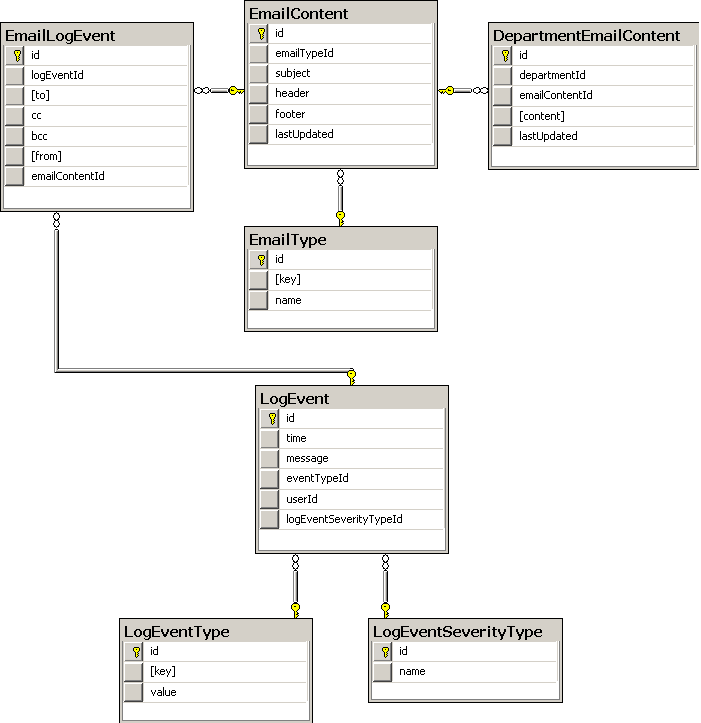 EmailLogEvent
id
logEventId
[to]
cc
bcc
[from]
emailContentId
EmailContent
id
emailTypeId
subject
header
footer
lastUpdated
DepartmentEmailContent
id
departmentId
emailContentId
[content]
lastUpdated
EmailType
id
[key]
name
LogEvent
id
time
message
eventTypeId
userId
logEventSeverityTypeId
LogEventType
id
[key]
value
LogEventSeverityType
id
name